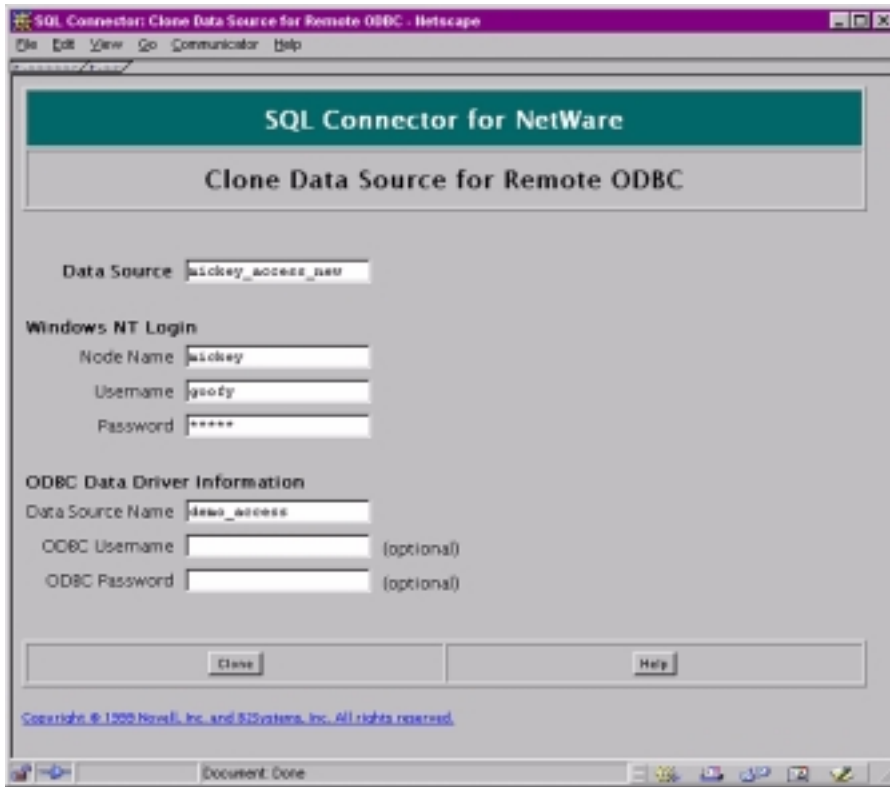 SQL Connector: Clone Data Source for Remote ODBC - Netscape
File Edit View Go Communicator Help
SQL Connector for NetWare
Clone Data Source for Remote ODBC
Data Source mickey_access_new
Windows NT Login
Node Name mickey
Username goofy
Password *****
ODBC Data Driver Information
Data Source Name demo_access
ODBC Username (optional)
ODBC Password (optional)
Clone Help
Copyright © 1999 Novell, Inc. and B2Systems, Inc. All rights reserved.
Document: Done